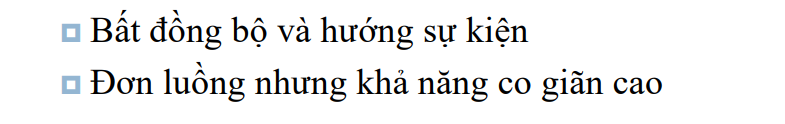 Bất đồng bộ và hướng sự kiện
Đơn luồng nhưng khả năng co giãn cao